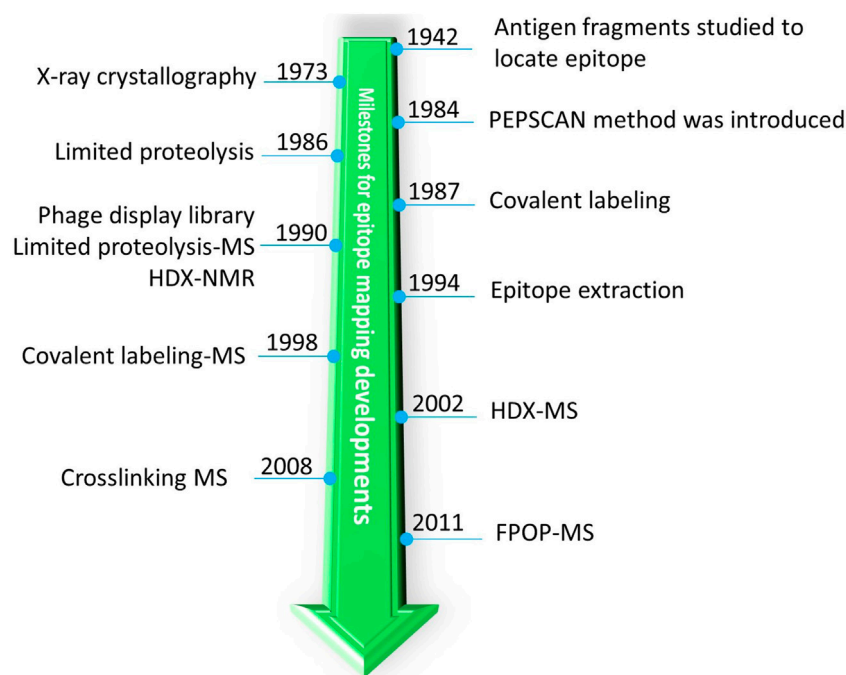 1942
Antigen fragments studied to
locate epitope
X-ray crystallography
1973
1984
PEPSCAN method was introduced
Limited proteolysis
1986
1987
Covalent labeling
Phage display library
Limited proteolysis-MS
HDX-NMR
1990
1994
Epitope extraction
Covalent labeling-MS
1998
2002
HDX-MS
Crosslinking MS
2008
2011
FPOP-MS
Milestones for epitope mapping developments